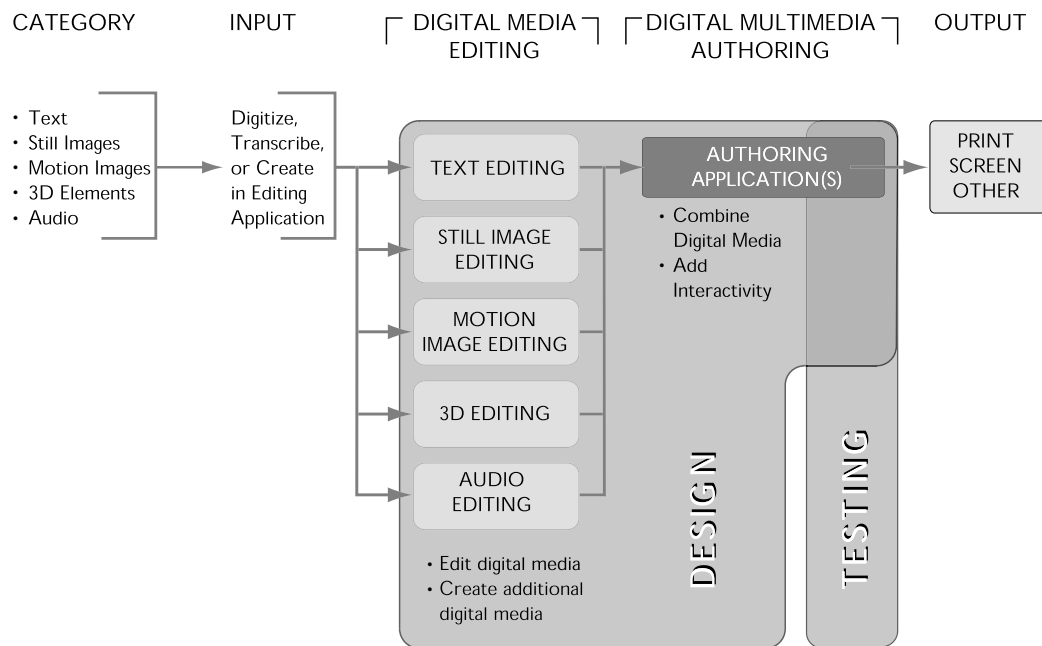 CATEGORY
INPUT
DIGITAL MEDIA
EDITING
DIGITAL MULTIMEDIA
AUTHORING
OUTPUT
• Text
• Still Images
• Motion Images
• 3D Elements
• Audio
Digitize,
Transcribe,
or Create
in Editing
Application
TEXT EDITING
STILL IMAGE
EDITING
MOTION
IMAGE EDITING
3D EDITING
AUDIO
EDITING
• Edit digital media
• Create additional
digital media
AUTHORING
APPLICATION(S)
• Combine
Digital Media
• Add
Interactivity
DESIGN
TESTING
PRINT
SCREEN
OTHER